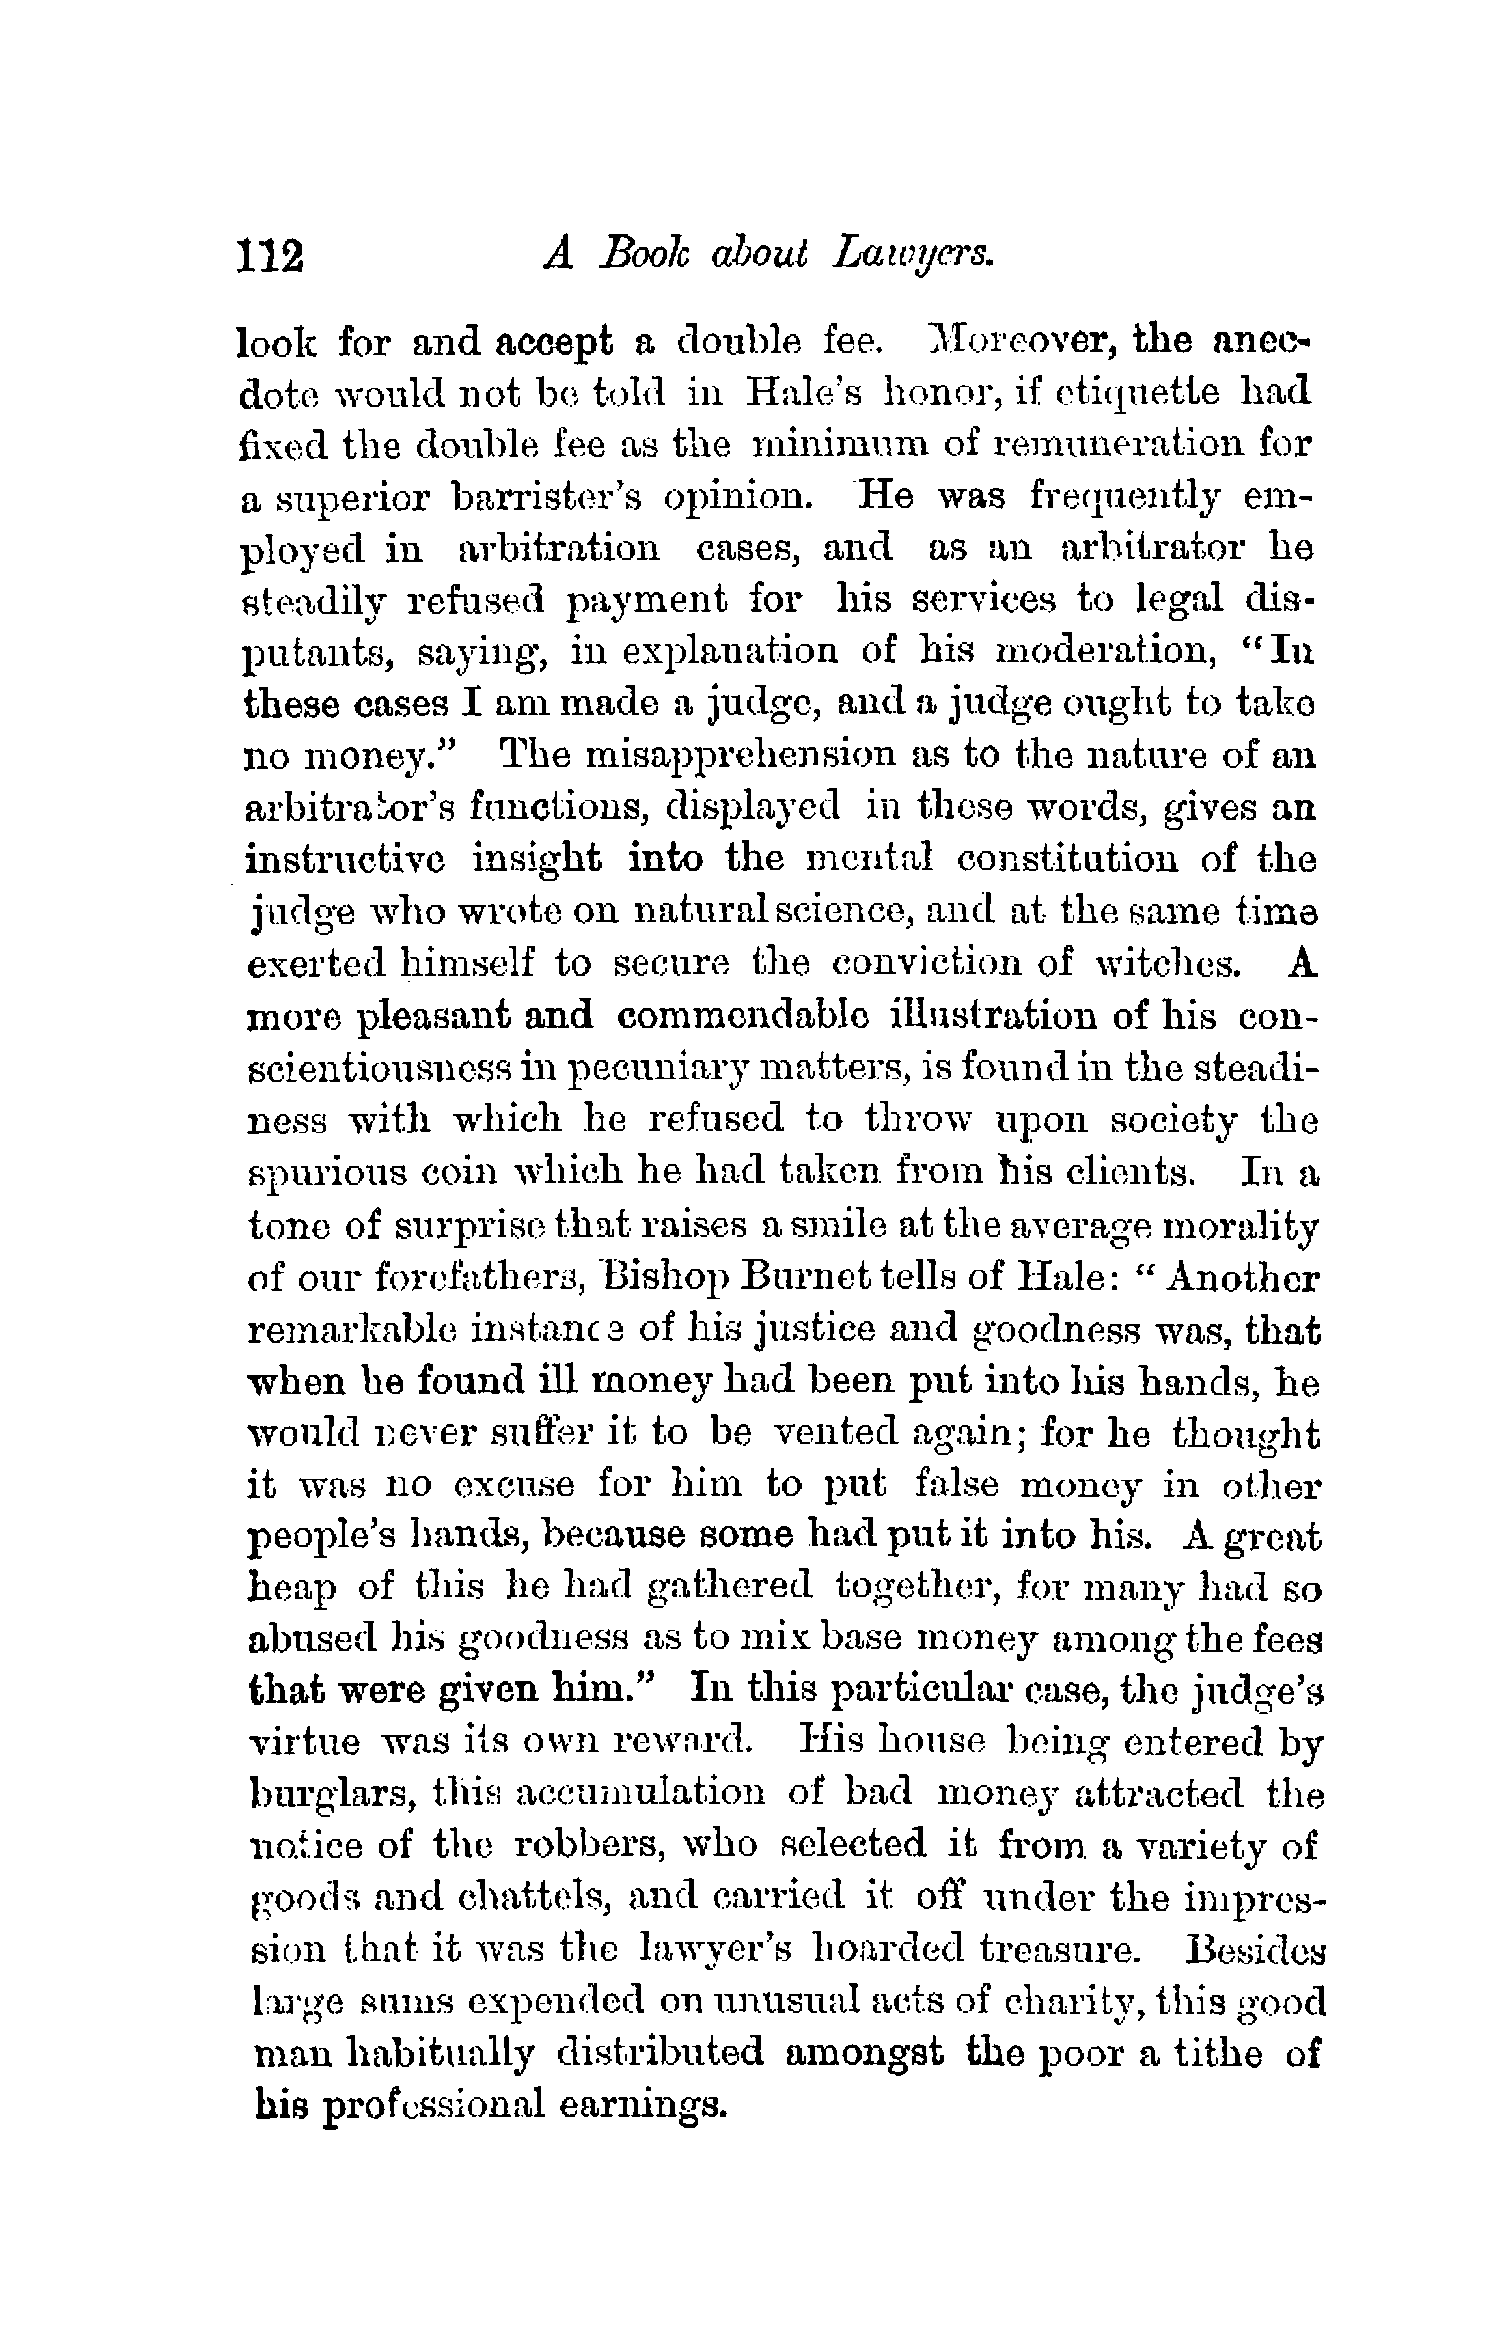 112 A Book about Lawyers.
look for and accept a double fee. Moreover, the anec-
dote would not be told in Hale's honor, if etiquette had
fixed the double fee as the minimum of remuneration for
a superior barrister's opinion. He was frequently em-
ployed in arbitration cases, and as an arbitrator he
steadily refused payment for his services to legal dis-
putants, saying, in explanation of his moderation, "In
these cases I am made a judge, and a judge ought to take
no money." The misapprehension as to the nature of an
arbitrator's functions, displayed in these words, gives an
instructive insight into the mental constitution of the
judge who wrote on natural science, and at the same time
exerted himself to secure the conviction of witches. A
more pleasant and commendable illustration of his con-
scientiousness in pecuniary matters, is found in the steadi-
ness with which he refused to throw upon society the
spurious coin which he had taken from his clients. In a
tone of surprise that raises a smile at the average morality
of our forefathers, Bishop Burnet tells of Hale: "Another
remarkable instance of his justice and goodness was, that
when he found ill money had been put into his hands, he
would never suffer it to be vented again; for he thought
it was no excuse for him to put false money in other
people's hands, because some had put it into his. A great
heap of this he had gathered together, for many had so
abused his goodness as to mix base money among the fees
that were given him." In this particular case, the judge's
virtue was its own reward. His house being entered by
burglars, this accumulation of bad money attracted the
notice of the robbers, who selected it from a variety of
goods and chattels, and carried it off under the impres-
sion that it was the lawyer's hoarded treasure. Besides
large sums expended on unusual acts of charity, this good
man habitually distributed amongst the poor a tithe of
his professional earnings.